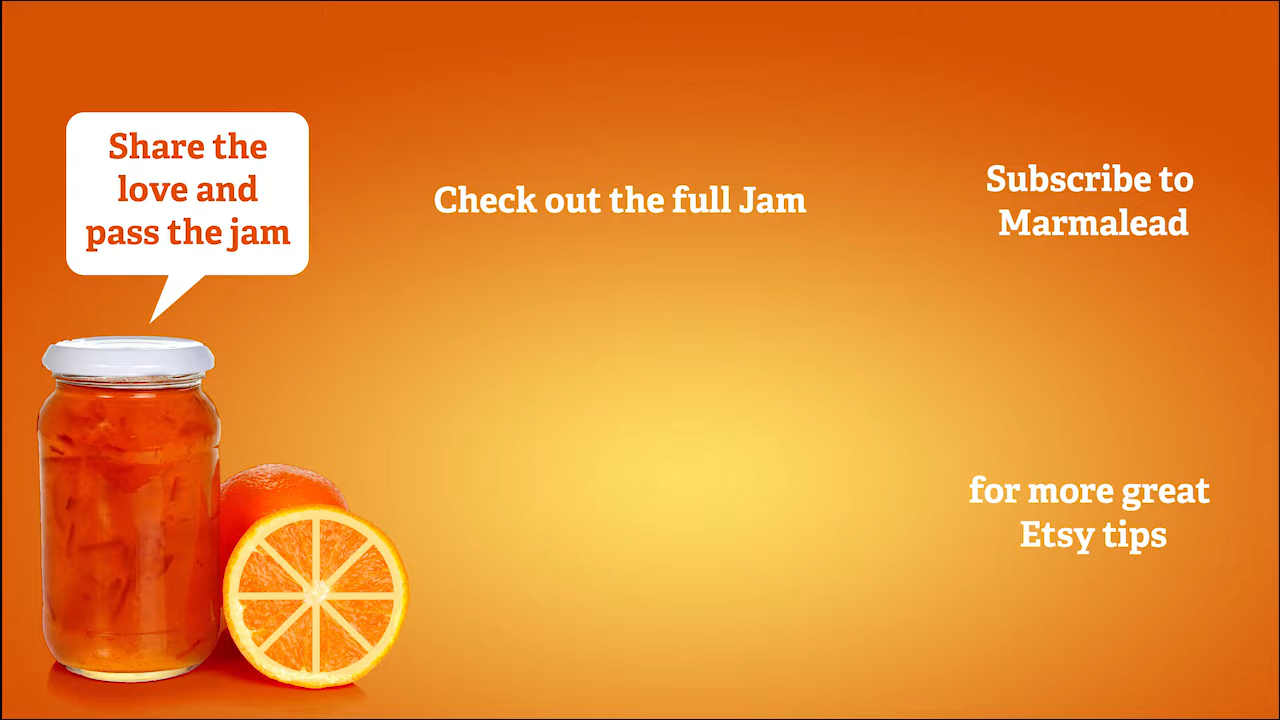 Share the
love and
pass the jam
Check out the full Jam
Subscribe to
Marmalead
for more great
Etsy tips